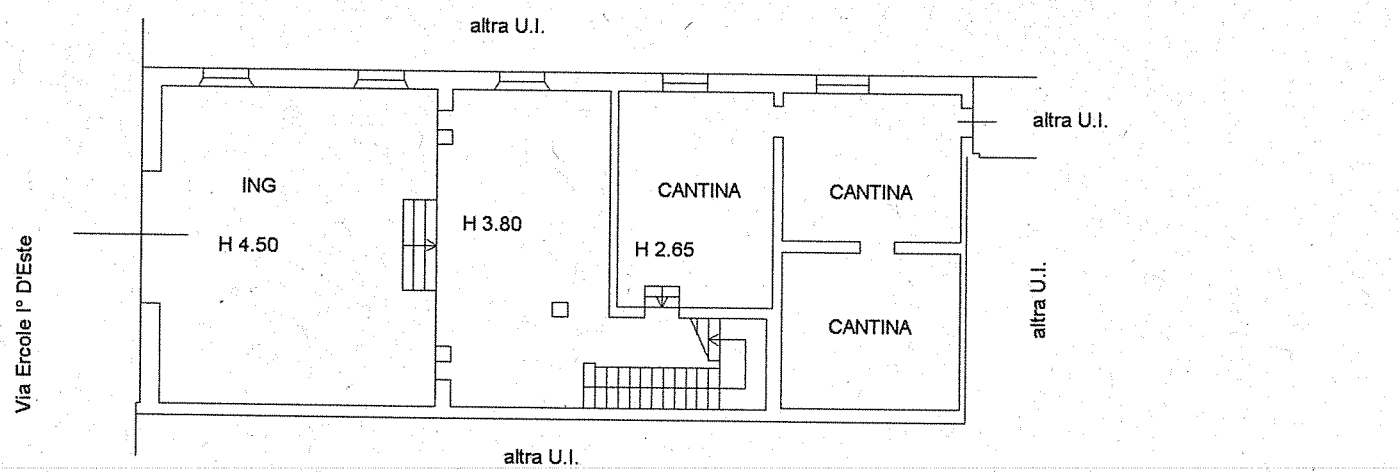 altra U.I.
altra U.I.
ING
CANTINA
CANTINA
H 3.80
H 4.50
H 2.65
Via Ercole I° D'Este
altra U.I.
CANTINA
altra U.I.